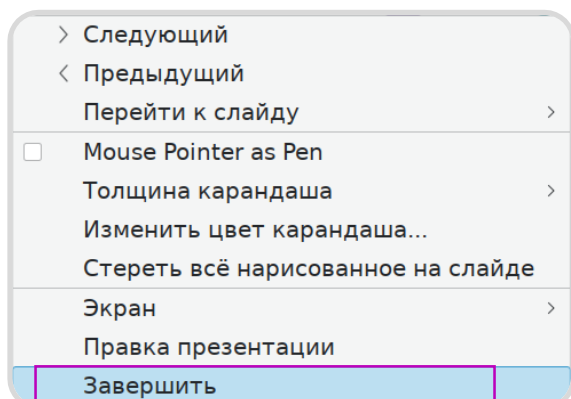 Следующий
Предыдущий
Перейти к слайду
Mouse Pointer as Pen
Толщина карандаша
Изменить цвет карандаша...
Стереть всё нарисованное на слайде
Экран
Правка презентации
Завершить